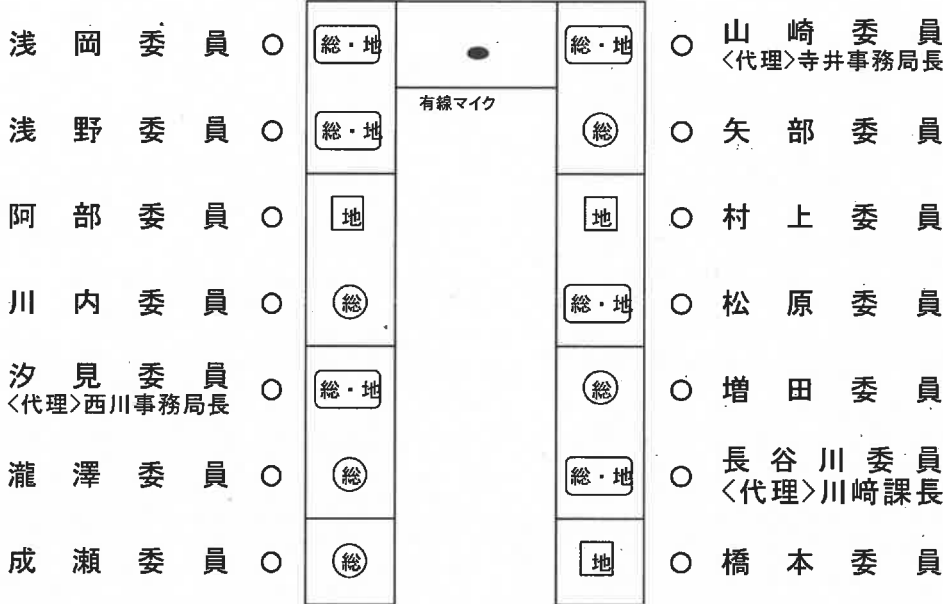 浅岡委員 ○ 総・地
総・地 ○ 山崎委員
<代理>寺井事務局長
有線マイク
浅野委員 ○ 総・地
総 ○ 矢部委員
阿部委員 ○ 地
地 ○ 村上委員
川内委員 ○ 総
総・地 ○ 松原委員
汐見委員 ○ 総・地
<代理>西川事務局長
総 ○ 増田委員
瀧澤委員 ○ 総
総・地 ○ 長谷川委員
<代理>川﨑課長
成瀬委員 ○ 総
地 ○ 橋本委員